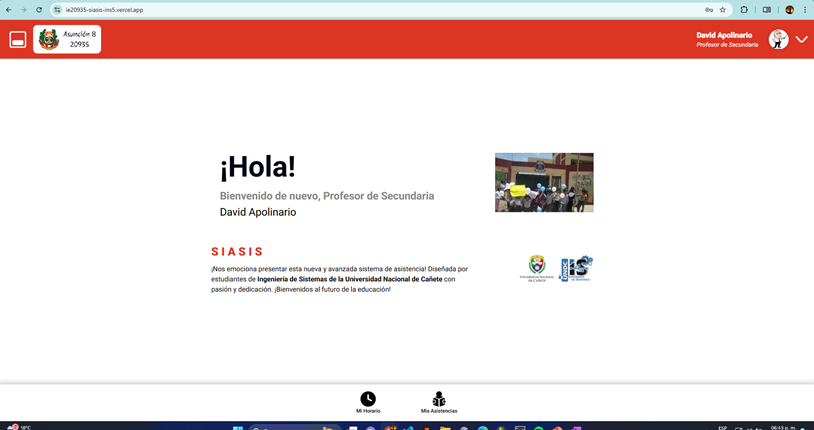 ie20935-siasis-ins5.vercel.app
Asunción 8
20935
David Apolinario
Profesor de Secundaria
¡Hola!
Bienvenido de nuevo, Profesor de Secundaria
David Apolinario
SIASIS
¡Nos emociona presentar esta nueva y avanzada sistema de asistencia! Diseñada por
estudiantes de Ingeniería de Sistemas de la Universidad Nacional de Cañete con
pasión y dedicación. ¡Bienvenidos al futuro de la educación!
UNIVERSIDAD NACIONAL
DE CAÑETE
Mi Horario
Mis Asistencias
18°C
ESP
06:43 p. m.